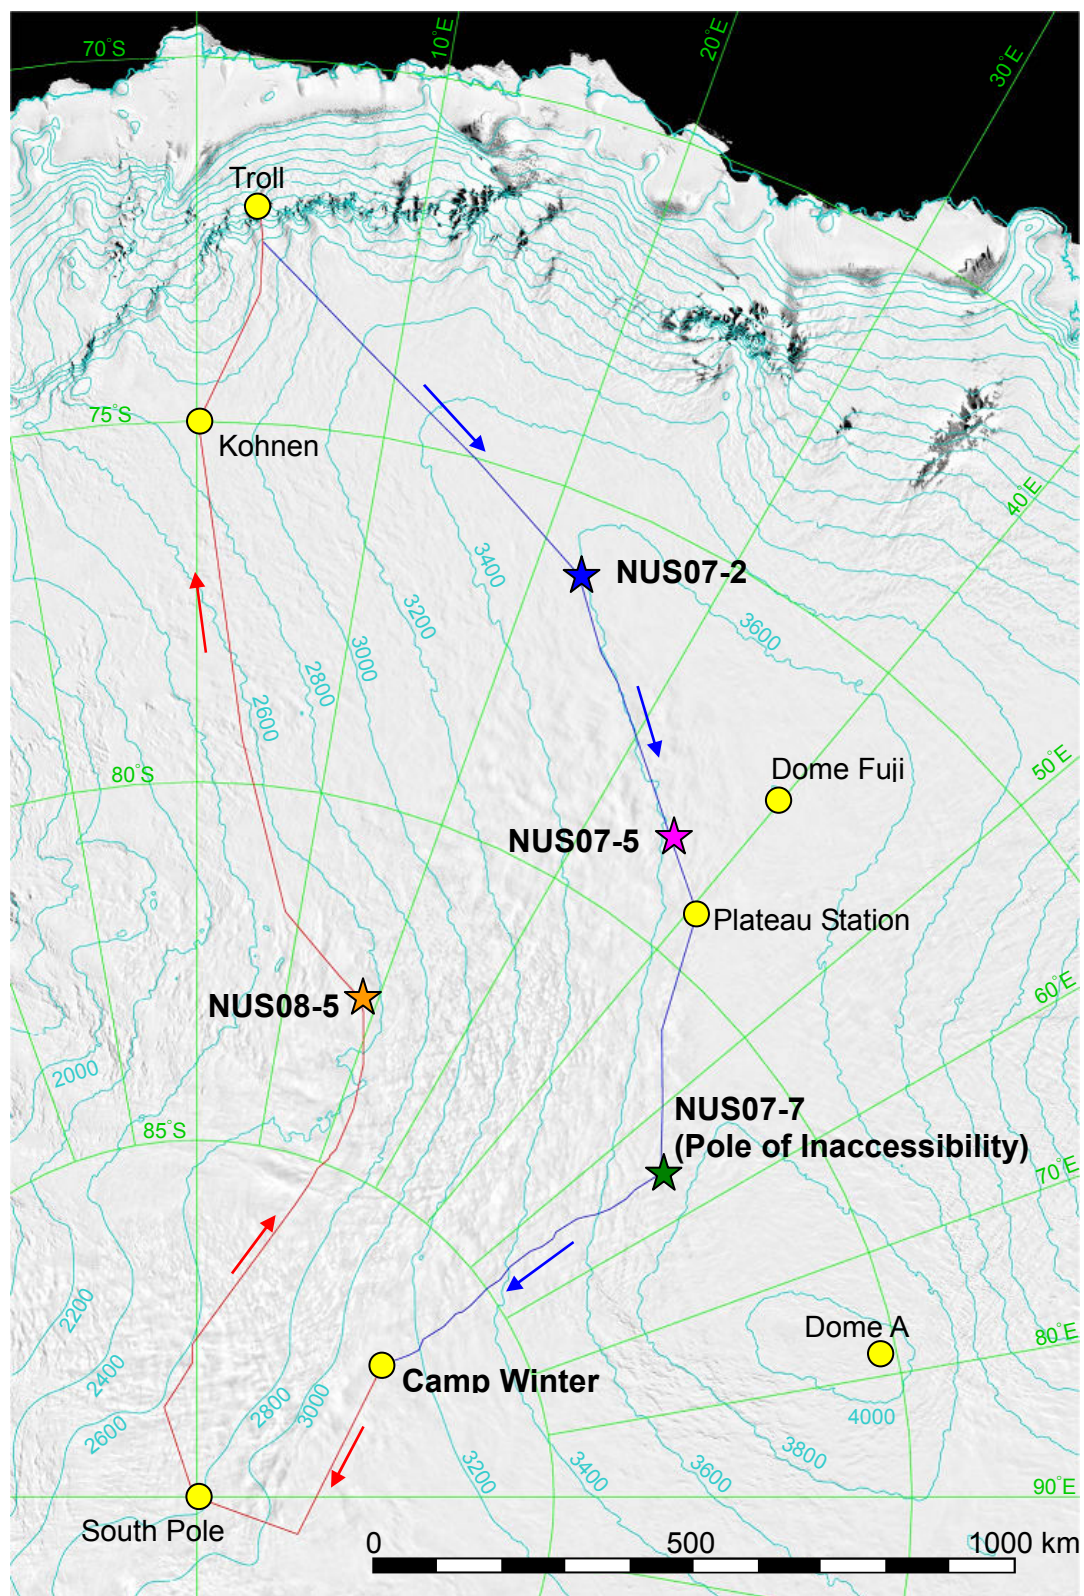 70°S
10°E
20°E
30°E
Troll
75°S
Kohnen
40°E
3400
NUS07-2
3200
3600
3000
2800
2600
50°E
80°S
Dome Fuji
NUS07-5
Plateau Station
60°E
NUS08-5
2000
NUS07-7
(Pole of Inaccessibility)
85°S
70°E
2200
Dome A
80°E
2400
Camp Winter
2600
2800
3000
4000
3800
3200
3400
3600
90°E
South Pole
0 500 1000 km